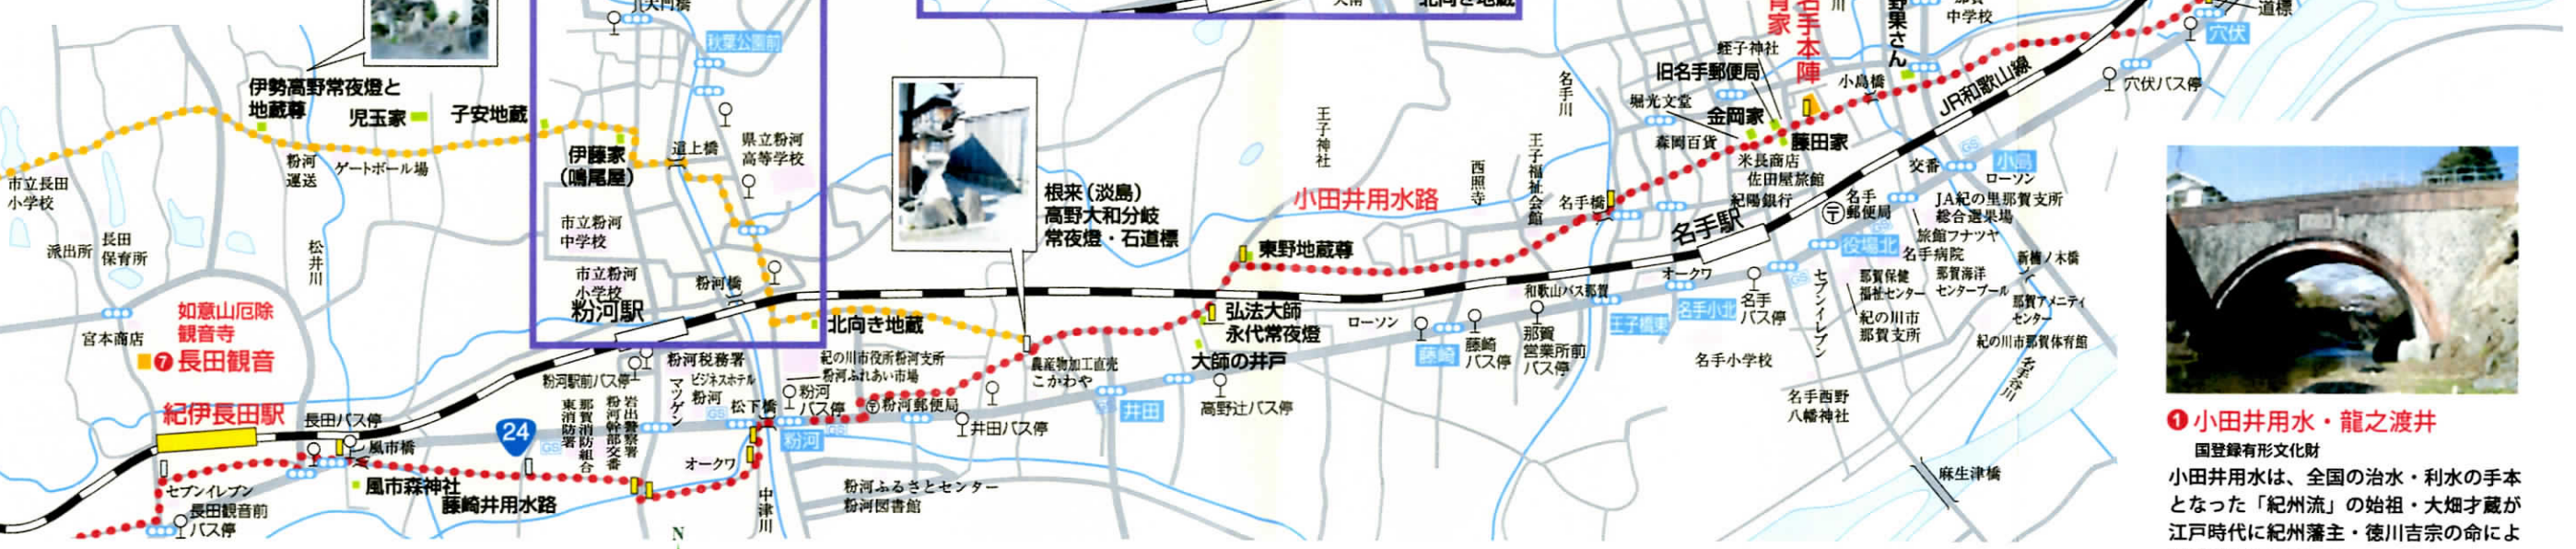 大門橋
秋葉公園前
伊勢高野常夜燈と
地蔵尊
児玉家
子安地蔵
粉河
運送
ゲートボール場
市立長田
小学校
派出所
長田
保育所
松井川
伊藤家
（鳴尾屋）
道上橋
県立粉河
高等学校
市立粉河
中学校
市立粉河
小学校
粉河橋
粉河駅
北向き地蔵
根来（淡島）
高野大和分岐
常夜燈・石道標
如意山厄除
観音寺
❼長田観音
宮本商店
紀伊長田駅
長田バス停
風市橋
24
GS
セブンイレブン
長田観音前
バス停
風市森神社
藤崎井用水路
粉河駅前バス停
粉河税務署
ビジネスホテル
粉河
マツゲン
GS
松下橋
那賀消防組合
東消防署
岩出警察署
粉河幹部交番
オークワ
中津川
N
紀の川市役所粉河支所
粉河ふれあい市場
粉河
バス停
粉河
GS
粉河郵便局
井田バス停
農産物加工直売
こかわや
GS
井田
粉河ふるさとセンター
粉河図書館
東野地蔵尊
弘法大師
永代常夜燈
大師の井戸
高野辻バス停
小田井用水路
王子神社
西照寺
王子福祉会館
名手川
名手橋
ローソン
藤崎
藤崎
バス停
和歌山バス那賀
那賀
営業所前
バス停
王子橋東
オークワ
名手小北
名手
バス停
名手小学校
名手西野
八幡神社
名手駅
蛭子神社
旧名手郵便局
堀光文堂
金岡家
森岡百貨
藤田家
米長商店
佐田屋旅館
紀陽銀行
名手本陣
小島橋
野果さん
中学校
JR和歌山線
道標
穴伏
穴伏バス停
交番
GS
小島
ローソン
名手
郵便局
JA紀の里那賀支所
総合選果場
旅館フナツヤ
役場北
GS
名手病院
GS
セブンイレブン
那賀保健
福祉センター
那賀海洋
センタープール
那賀アメニティ
センター
紀の川市
那賀支所
紀の川市那賀体育館
名手谷川
麻生津橋
❶小田井用水・龍之渡井
国登録有形文化財
小田井用水は、全国の治水・利水の手本
となった「紀州流」の始祖・大畑才蔵が
江戸時代に紀州藩主・徳川吉宗の命によ